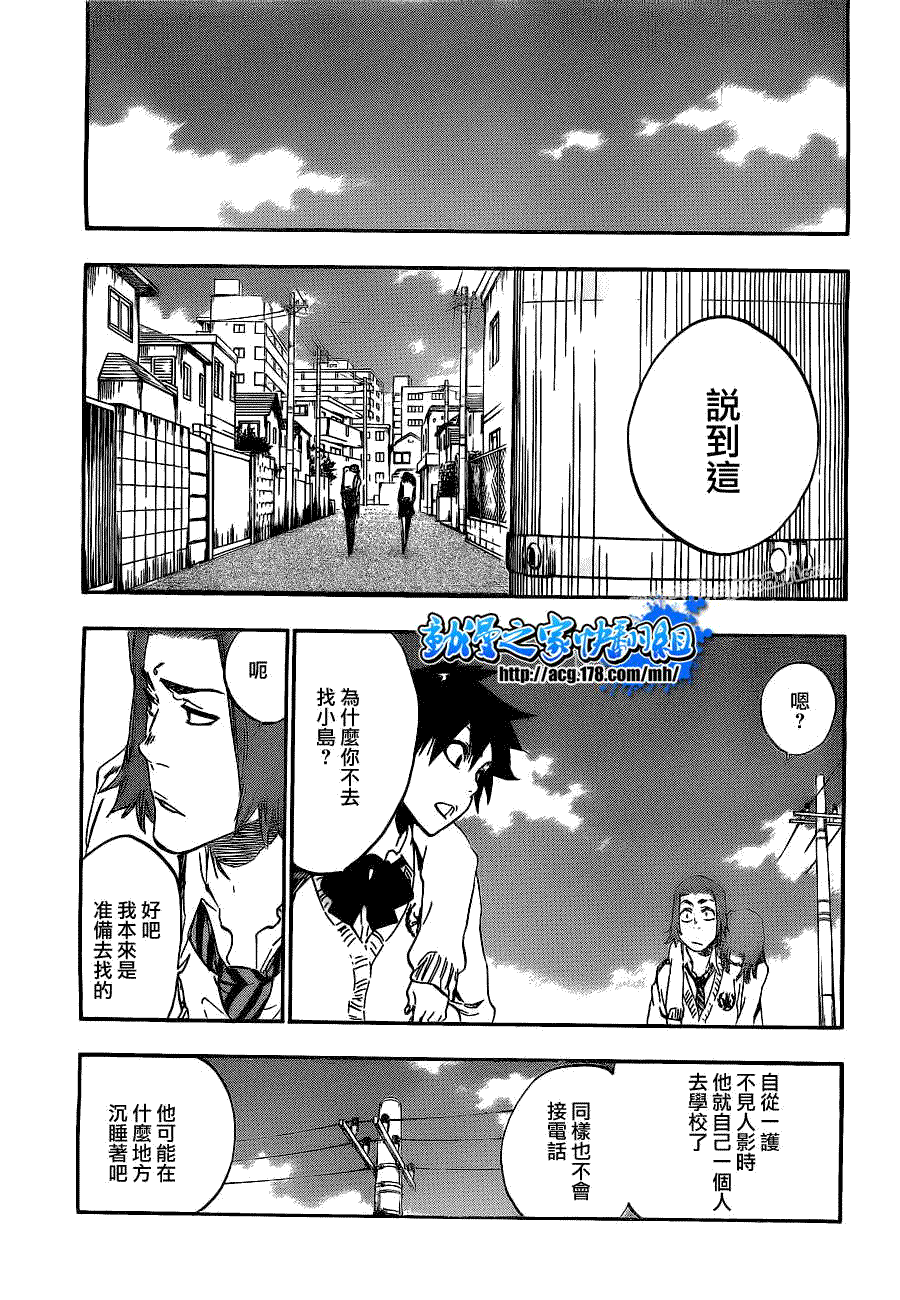 説到這
動漫之家快翻組
http://acg.178.com/mh/
嗯?
為什麼你不去
找小島?
呃
好吧
我本來是
准備去找的
自從一護
不見人影時
他就自己一個人
去學校了
同樣也不會
接電話
他可能在
什麼地方
沉睡著吧